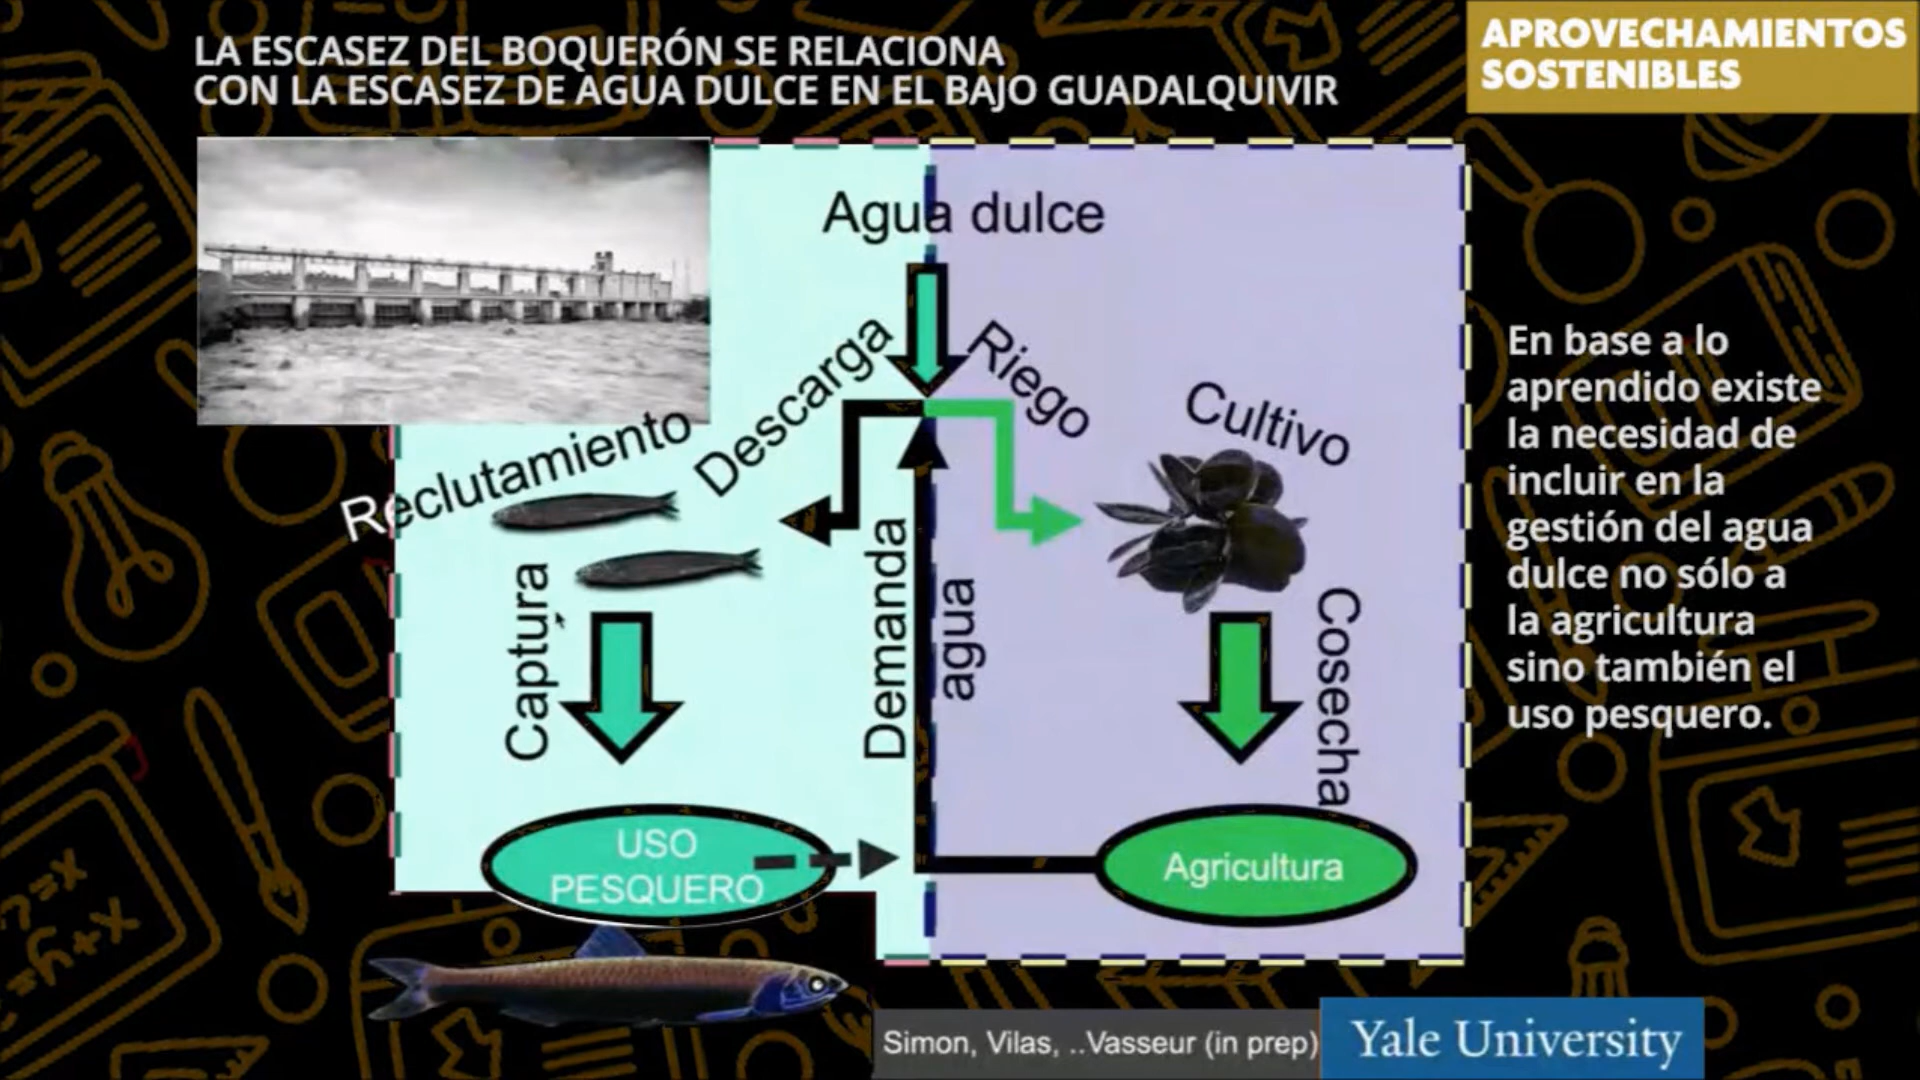 LA ESCASEZ DEL BOQUERÓN SE RELACIONA
CON LA ESCASEZ DE AGUA DULCE EN EL BAJO GUADALQUIVIR
APROVECHAMIENTOS
SOSTENIBLES
Agua dulce
Descarga
Riego
Reclutamiento
Cultivo
Captura
Demanda
agua
Cosecha
USO
PESQUERO
Agricultura
En base a lo
aprendido existe
la necesidad de
incluir en la
gestión del agua
dulce no sólo a
la agricultura
sino también el
uso pesquero.
Simon, Vilas, ..Vasseur (in prep)
Yale University